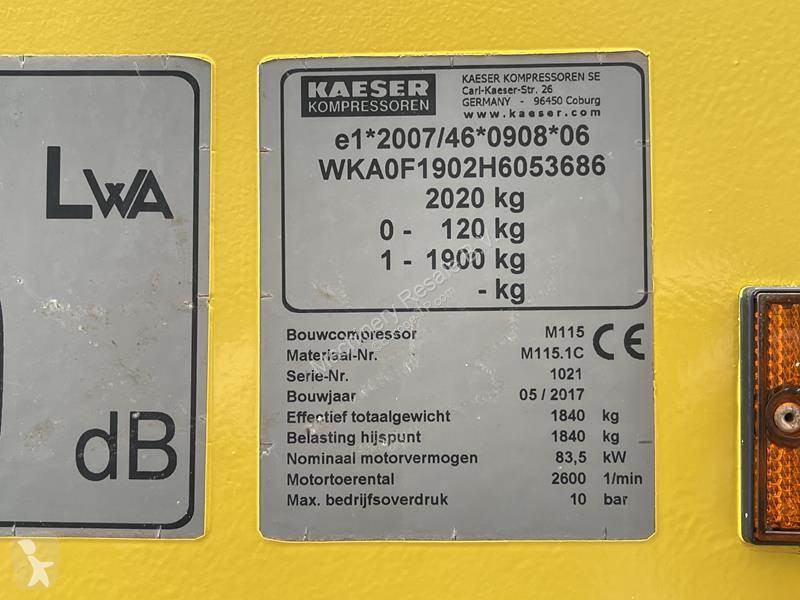 LWA
dB
KAESER
KOMPRESSOREN
KAESER KOMPRESSOREN SE
Carl-Kaeser-Str. 26
GERMANY - 96450 Coburg
www.kaeser.com
e1*2007/46*0908*06
WKA0F1902H6053686
2020 kg
0 - 120 kg
1 - 1900 kg
- kg
Bouwcompressor M115
Materiaal-Nr. M115.1C
CE
Serie-Nr. 1021
Bouwjaar 05 / 2017
Effectief totaalgewicht 1840 kg
Belasting hijspunt 1840 kg
Nominaal motorvermogen 83,5 kW
Motortoerental 2600 1/min
Max. bedrijfsoverdruk 10 bar